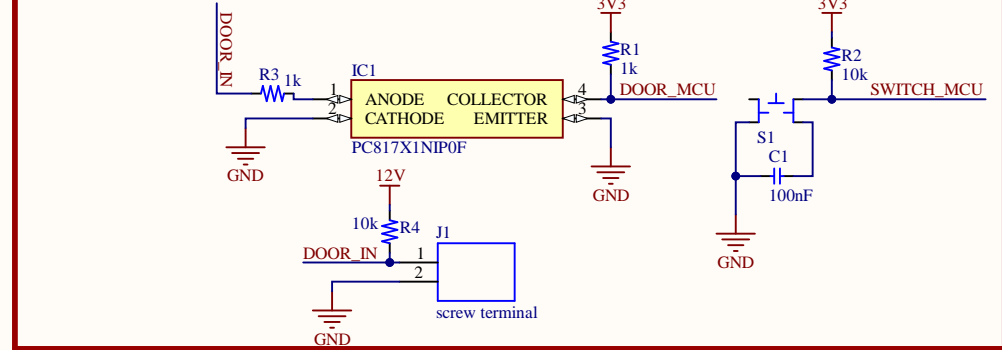 3V3
3V3
DOOR_IN
R1
1k
R2
10k
R3 1k
IC1
1
ANODE
COLLECTOR
4
DOOR_MCU
SWITCH_MCU
2
CATHODE
EMITTER
3
PC817X1NIP0F
S1
C1
100nF
GND
GND
12V
10k
R4
J1
DOOR_IN
1
2
GND
screw terminal
GND